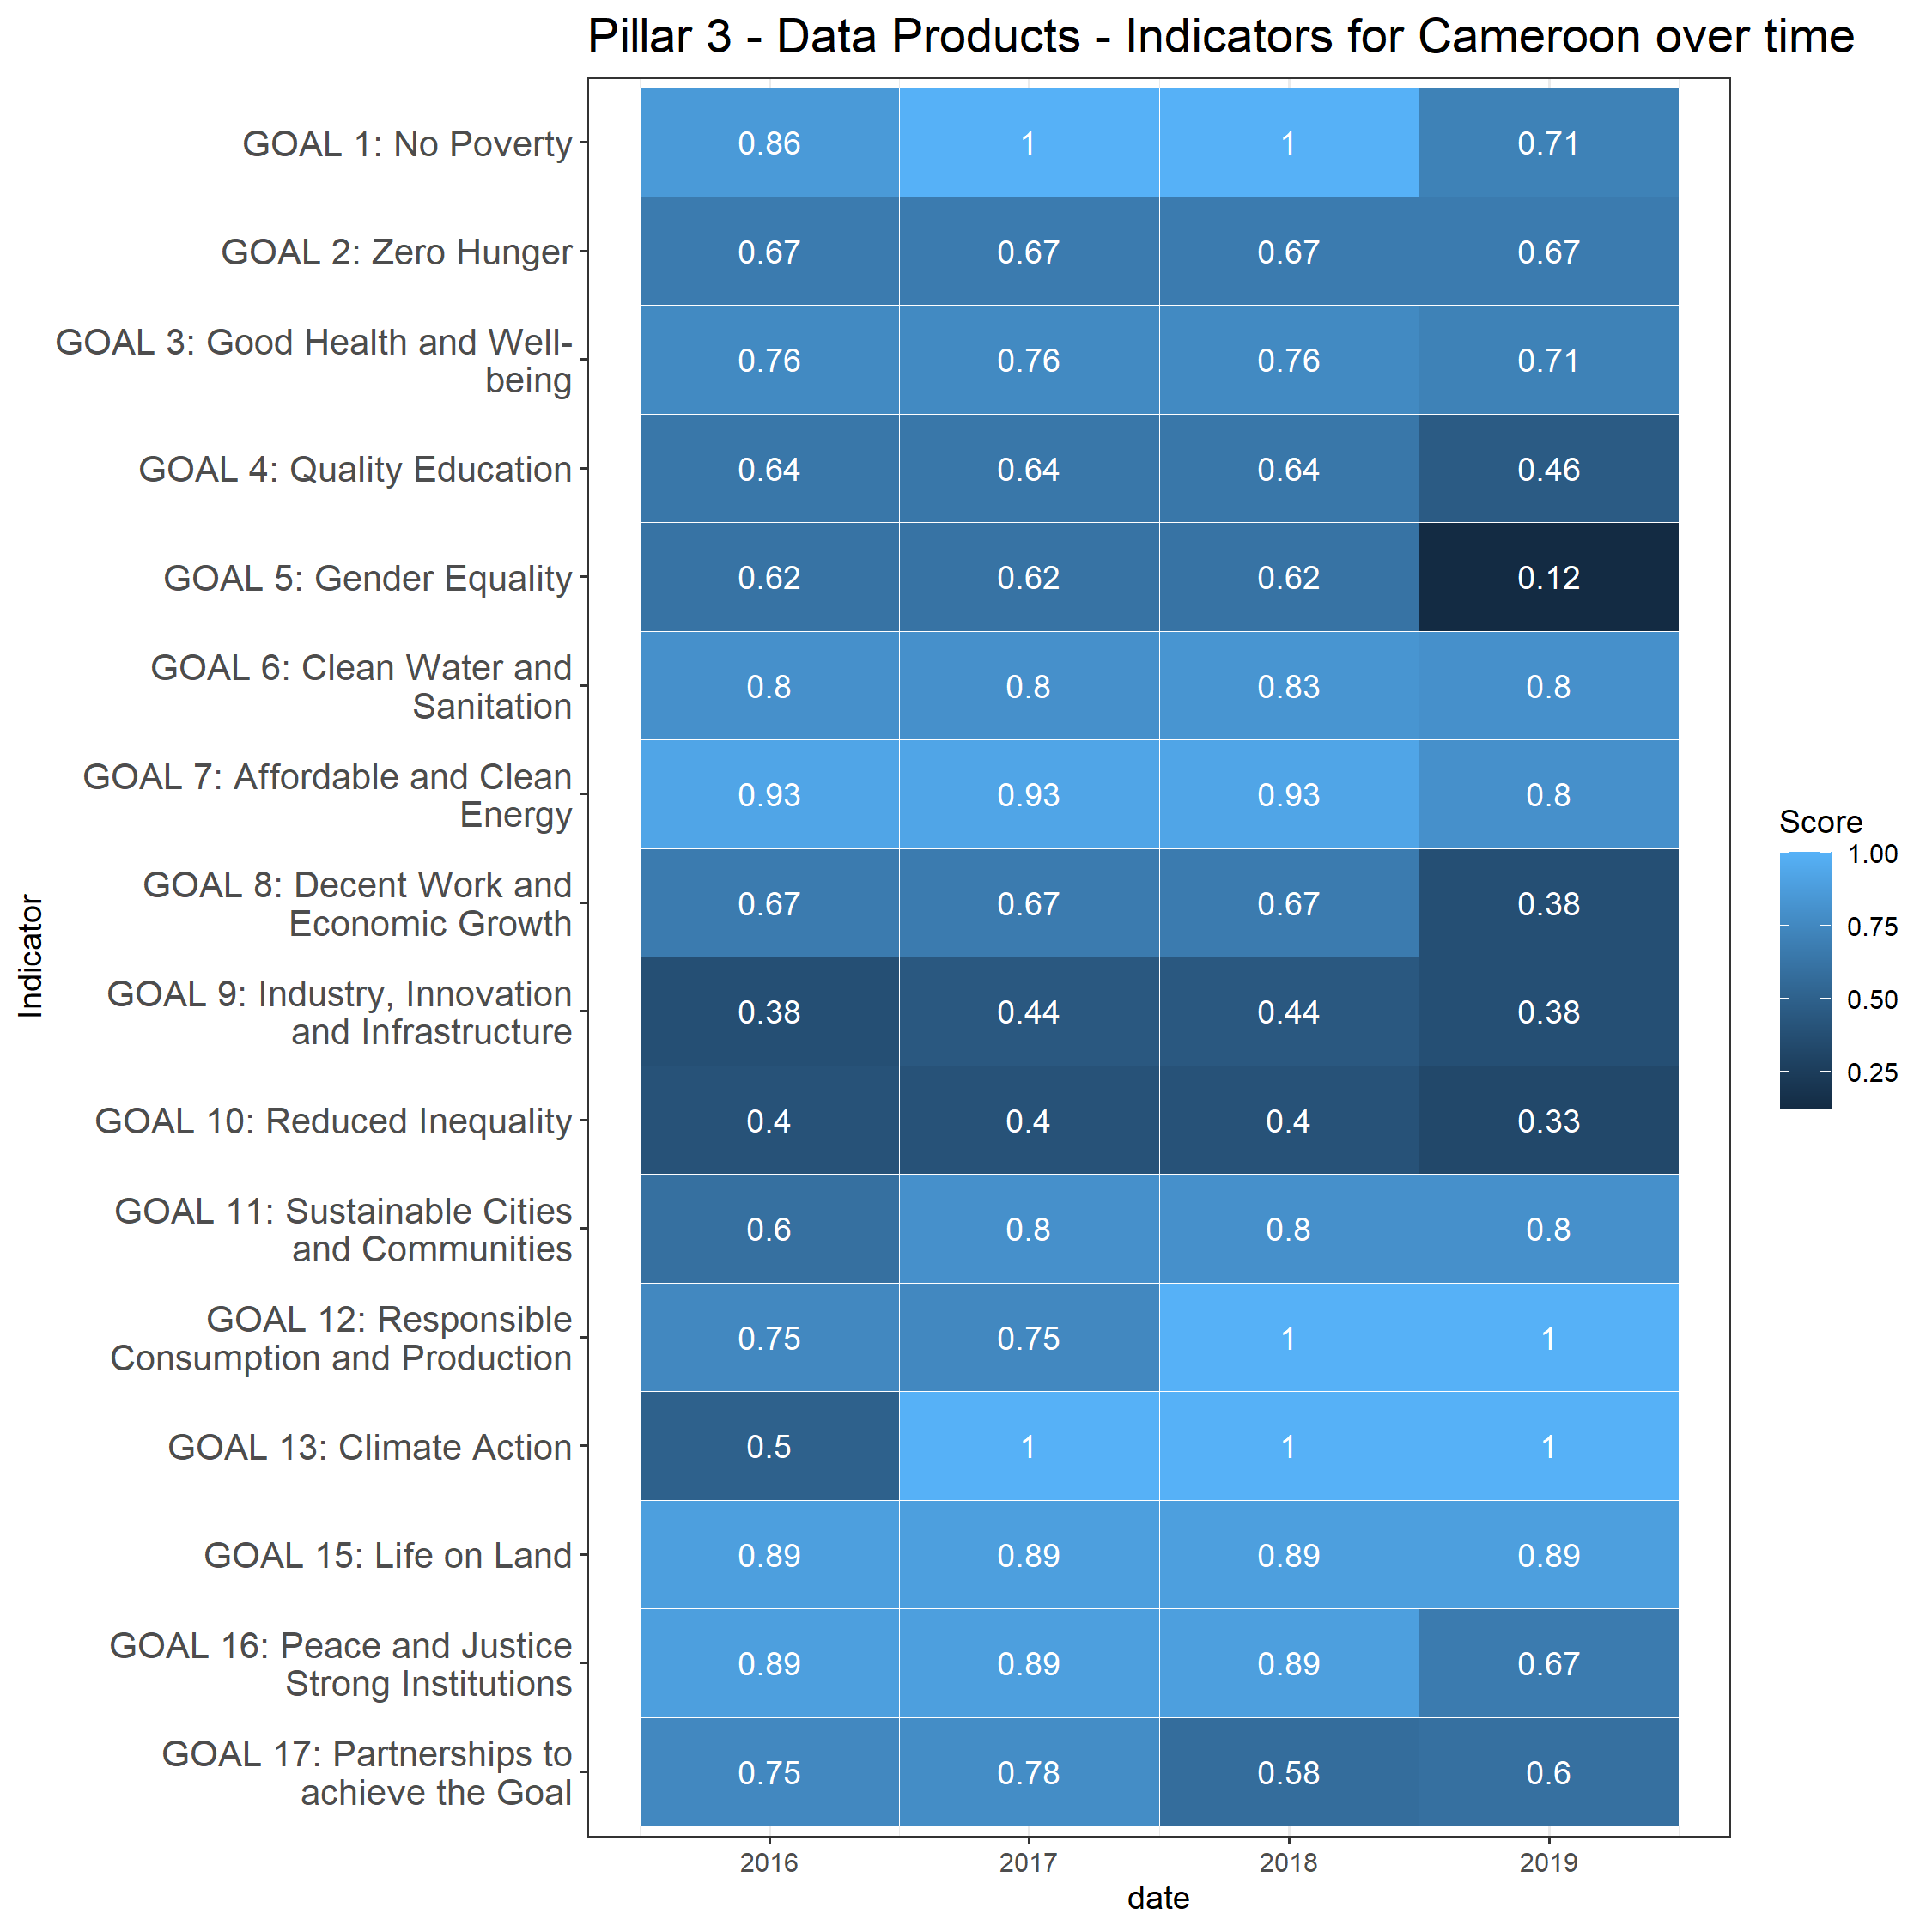 Pillar 3 - Data Products - Indicators for Cameroon over time
GOAL 1: No Poverty
0.86 1 1 0.71
GOAL 2: Zero Hunger
0.67 0.67 0.67 0.67
GOAL 3: Good Health and Well-
being
0.76 0.76 0.76 0.71
GOAL 4: Quality Education
0.64 0.64 0.64 0.46
GOAL 5: Gender Equality
0.62 0.62 0.62 0.12
GOAL 6: Clean Water and
Sanitation
0.8 0.8 0.83 0.8
GOAL 7: Affordable and Clean
Energy
0.93 0.93 0.93 0.8
GOAL 8: Decent Work and
Economic Growth
0.67 0.67 0.67 0.38
GOAL 9: Industry, Innovation
and Infrastructure
0.38 0.44 0.44 0.38
GOAL 10: Reduced Inequality
0.4 0.4 0.4 0.33
GOAL 11: Sustainable Cities
and Communities
0.6 0.8 0.8 0.8
GOAL 12: Responsible
Consumption and Production
0.75 0.75 1 1
GOAL 13: Climate Action
0.5 1 1 1
GOAL 15: Life on Land
0.89 0.89 0.89 0.89
GOAL 16: Peace and Justice
Strong Institutions
0.89 0.89 0.89 0.67
GOAL 17: Partnerships to
achieve the Goal
0.75 0.78 0.58 0.6
2016 2017 2018 2019
date
Indicator
Score
1.00
0.75
0.50
0.25